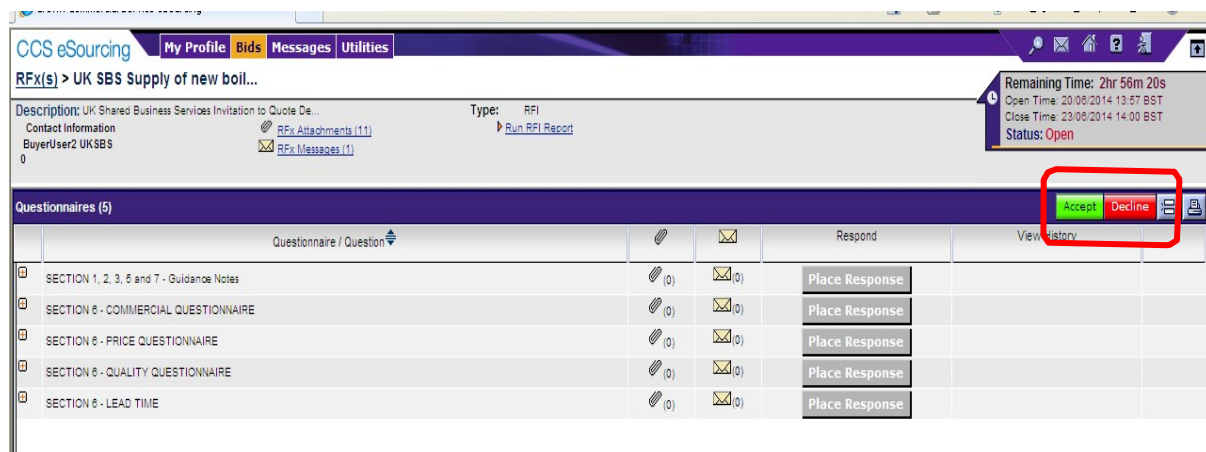 CCS eSourcing My Profile Bids Messages Utilities
RFx(s) > UK SBS Supply of new boil...
Remaining Time: 2hr 56m 20s
Open Time: 20/06/2014 13:57 BST
Close Time: 23/06/2014 14:00 BST
Status: Open
Description: UK Shared Business Services Invitation to Quote De... Type: RFI
Contact Information RFx Attachments (11) Run RFI Report
BuyerUser2 UKSBS RFx Messages (1)
0
Questionnaires (5) Accept Decline
Questionnaire / Question Respond View History
SECTION 1, 2, 3, 5 and 7 - Guidance Notes (0) (0) Place Response
SECTION 6 - COMMERCIAL QUESTIONNAIRE (0) (0) Place Response
SECTION 6 - PRICE QUESTIONNAIRE (0) (0) Place Response
SECTION 6 - QUALITY QUESTIONNAIRE (0) (0) Place Response
SECTION 6 - LEAD TIME (0) (0) Place Response